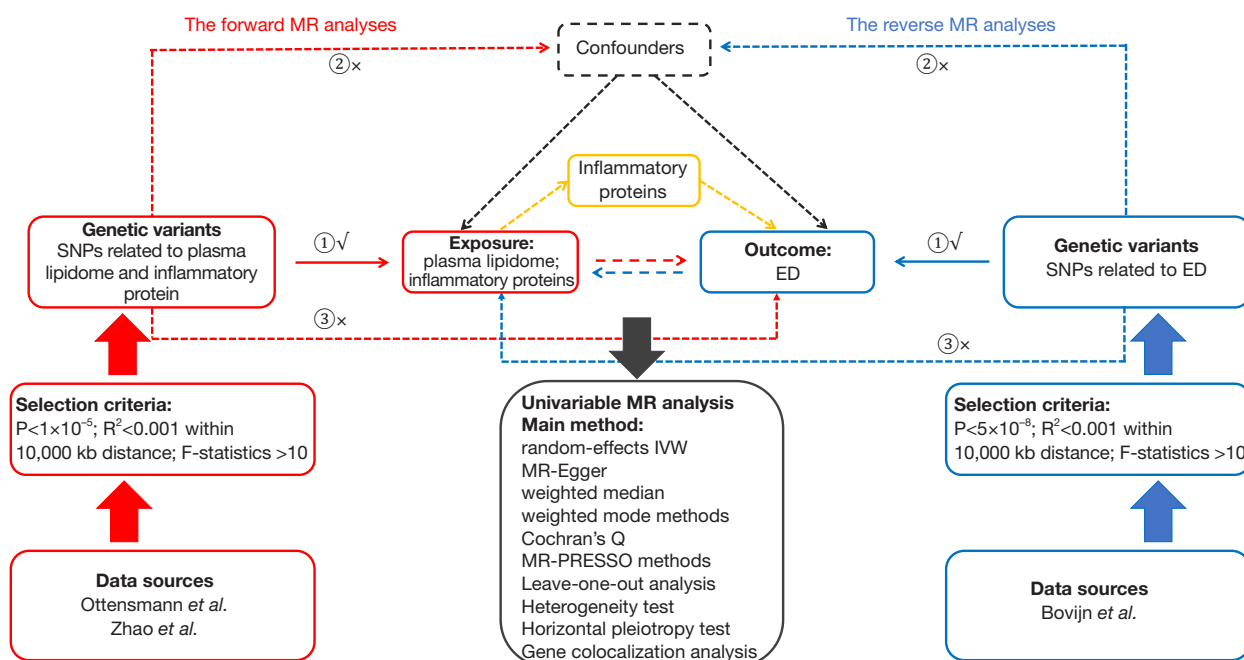 The forward MR analyses
The reverse MR analyses
Confounders
②×
②×
Inflammatory
proteins
Genetic variants
SNPs related to plasma
lipidome and inflammatory
protein
①√
Exposure:
plasma lipidome;
inflammatory proteins
Outcome:
ED
①√
Genetic variants
SNPs related to ED
③×
③×
Selection criteria:
P<1×10⁻⁵; R²<0.001 within
10,000 kb distance; F-statistics >10
Univariable MR analysis
Main method:
random-effects IVW
MR-Egger
weighted median
weighted mode methods
Cochran’s Q
MR-PRESSO methods
Leave-one-out analysis
Heterogeneity test
Horizontal pleiotropy test
Gene colocalization analysis
Selection criteria:
P<5×10⁻⁸; R²<0.001 within
10,000 kb distance; F-statistics >10
Data sources
Ottensmann et al.
Zhao et al.
Data sources
Bovijn et al.